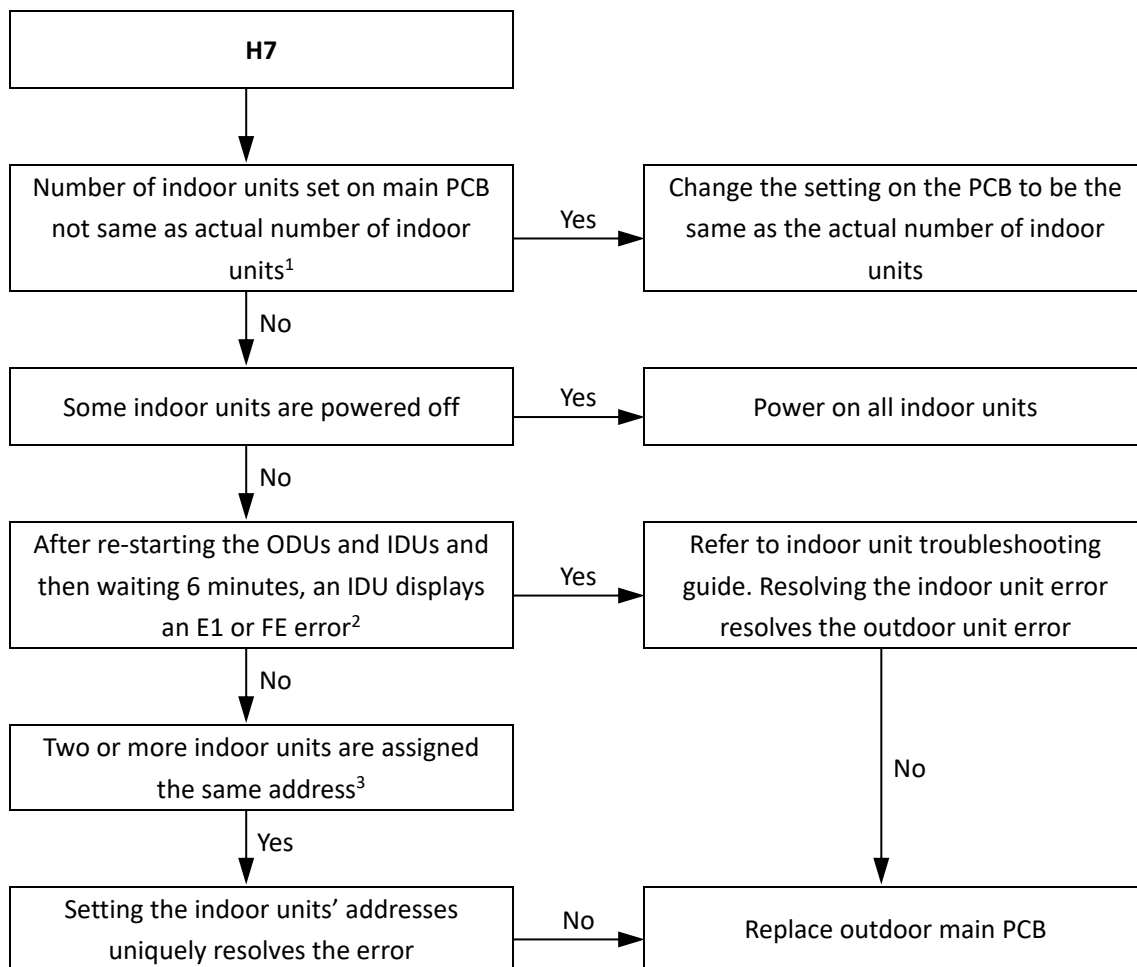 H7
Number of indoor units set on main PCB
not same as actual number of indoor
units¹
Yes
Change the setting on the PCB to be the
same as the actual number of indoor
units
No
Some indoor units are powered off
Yes
Power on all indoor units
No
After re-starting the ODUs and IDUs and
then waiting 6 minutes, an IDU displays
an E1 or FE error²
Yes
Refer to indoor unit troubleshooting
guide. Resolving the indoor unit error
resolves the outdoor unit error
No
Two or more indoor units are assigned
the same address³
No
Yes
Setting the indoor units’ addresses
uniquely resolves the error
No
Replace outdoor main PCB